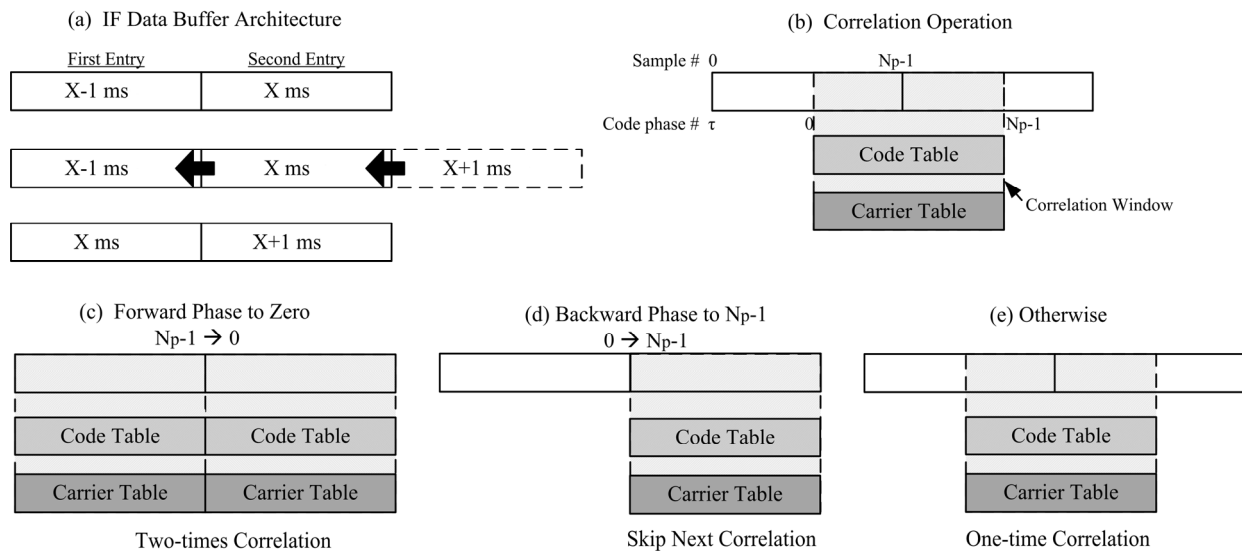 (a) IF Data Buffer Architecture
First Entry Second Entry
X-1 ms X ms
X-1 ms X ms X+1 ms
X ms X+1 ms
(b) Correlation Operation
Sample # 0 Np-1
Code phase # τ 0 Np-1
Code Table
Carrier Table
Correlation Window
(c) Forward Phase to Zero
Np-1 → 0
Code Table Code Table
Carrier Table Carrier Table
Two-times Correlation
(d) Backward Phase to Np-1
0 → Np-1
Code Table
Carrier Table
Skip Next Correlation
(e) Otherwise
Code Table
Carrier Table
One-time Correlation